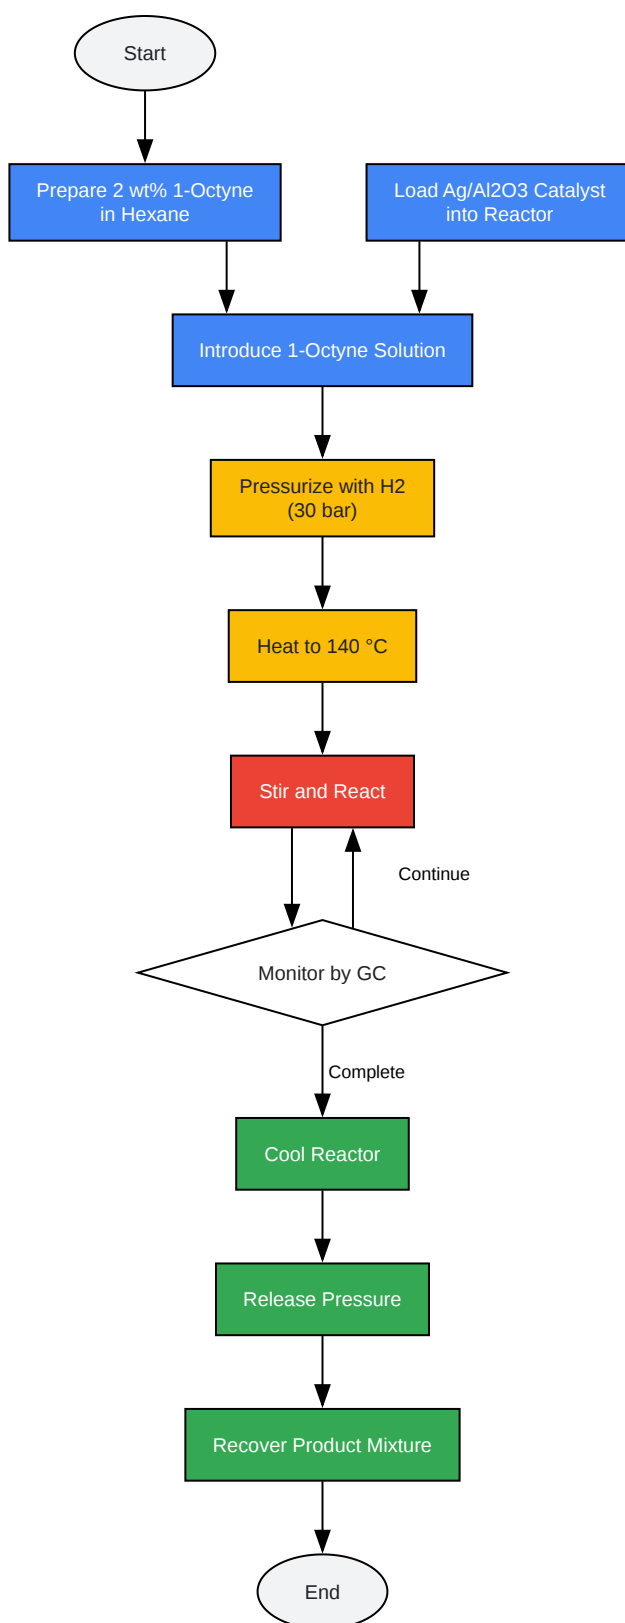 Start
Prepare 2 wt% 1-Octyne
in Hexane
Load Ag/Al2O3 Catalyst
into Reactor
Introduce 1-Octyne Solution
Pressurize with H2
(30 bar)
Heat to 140 °C
Stir and React
Continue
Monitor by GC
Complete
Cool Reactor
Release Pressure
Recover Product Mixture
End